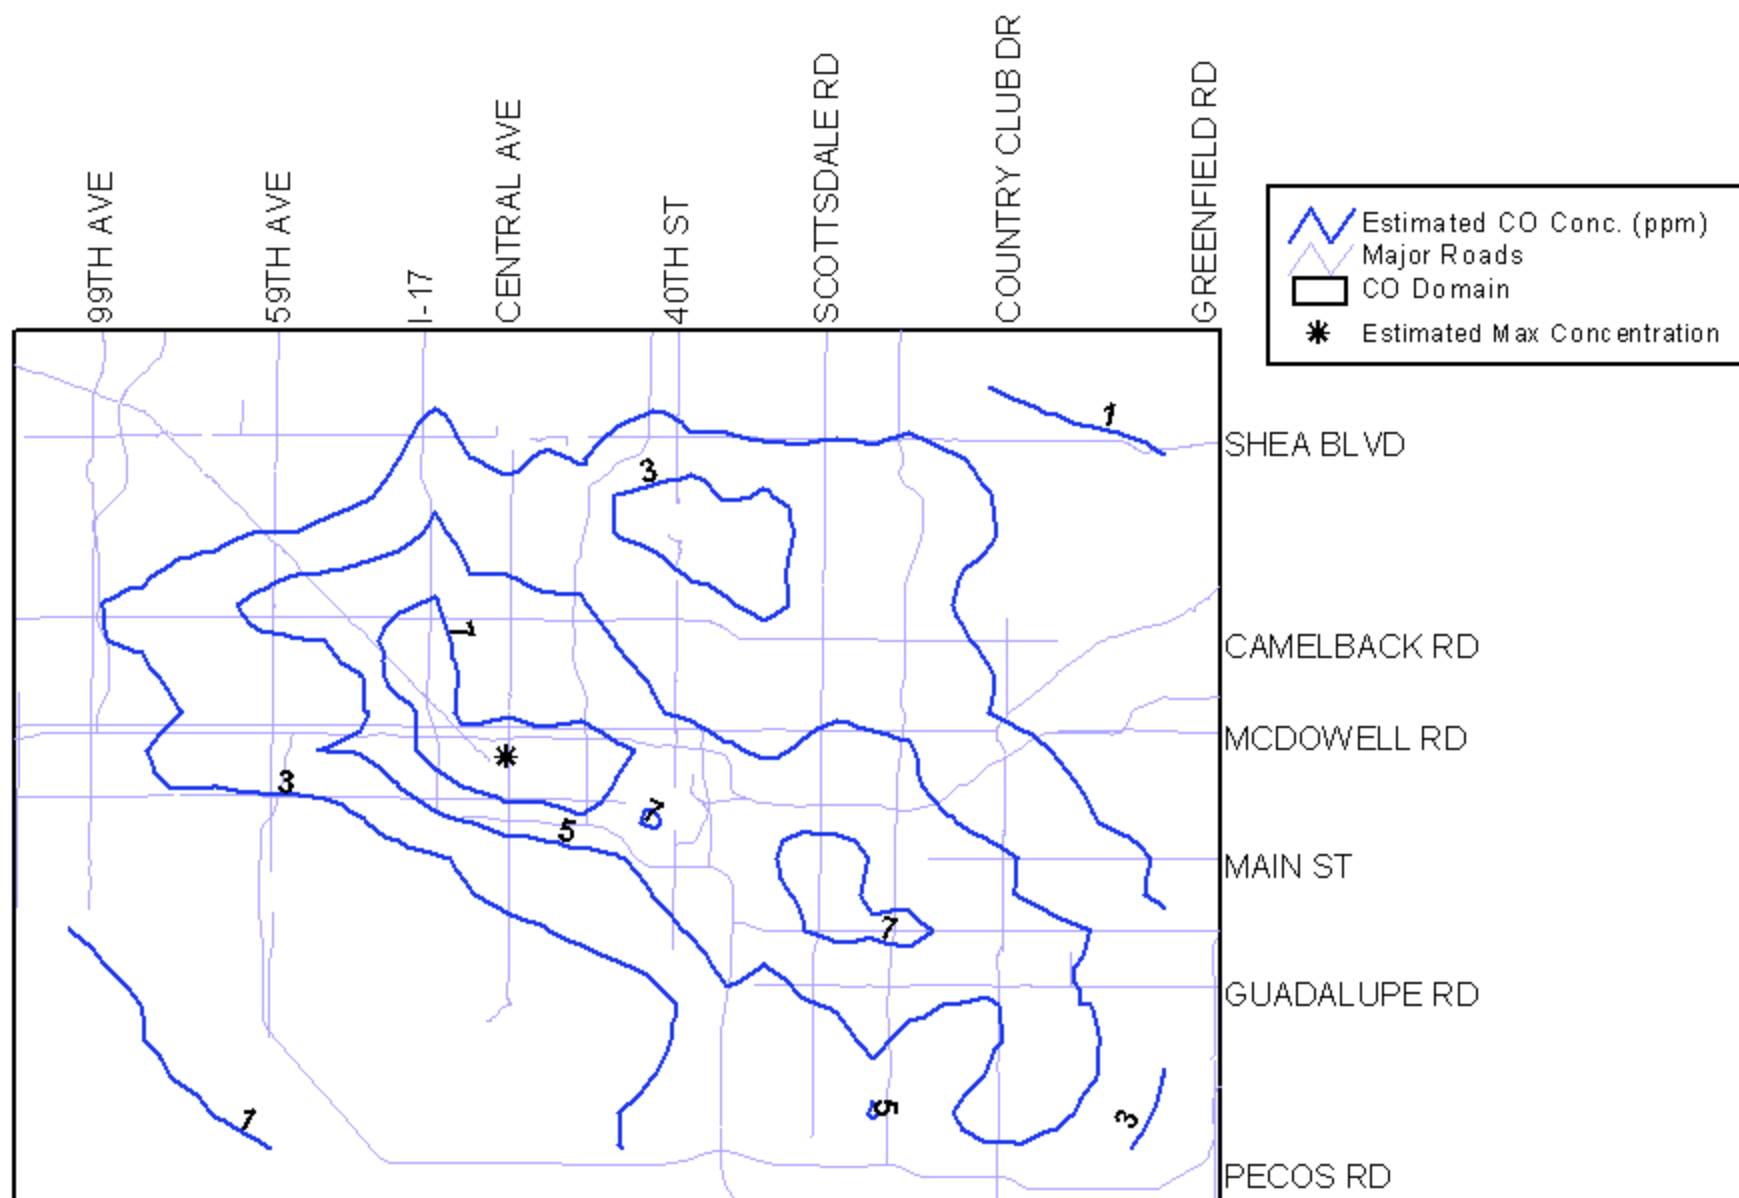 99TH AVE
59TH AVE
I-17
CENTRAL AVE
40TH ST
SCOTTSDALE RD
COUNTRY CLUB DR
GREENFIELD RD
Estimated CO Conc. (ppm)
Major Roads
CO Domain
Estimated Max Concentration
1
SHEA BLVD
3
1
CAMELBACK RD
MCDOWELL RD
3
7
5
MAIN ST
7
GUADALUPE RD
5
3
1
PECOS RD